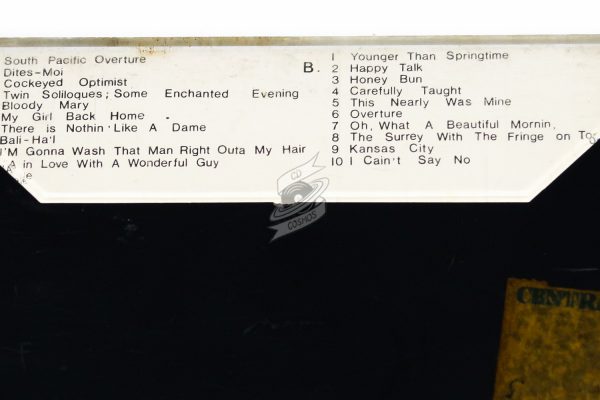 South Pacific Overture
Dites-Moi
Cockeyed Optimist
Twin Soliloques; Some Enchanted Evening
Bloody Mary
My Girl Back Home
There is Nothin' Like A Dame
Bali-Ha'l
I'M Gonna Wash That Man Right Outa My Hair
A in Love With A Wonderful Guy
B.
1 Younger Than Springtime
2 Happy Talk
3 Honey Bun
4 Carefully Taught
5 This Nearly Was Mine
6 Overture
7 Oh, What A Beautiful Mornin,
8 The Surrey With The Fringe on To
9 Kansas City
10 I Cain't Say No
CD
COSMOS
CENTR